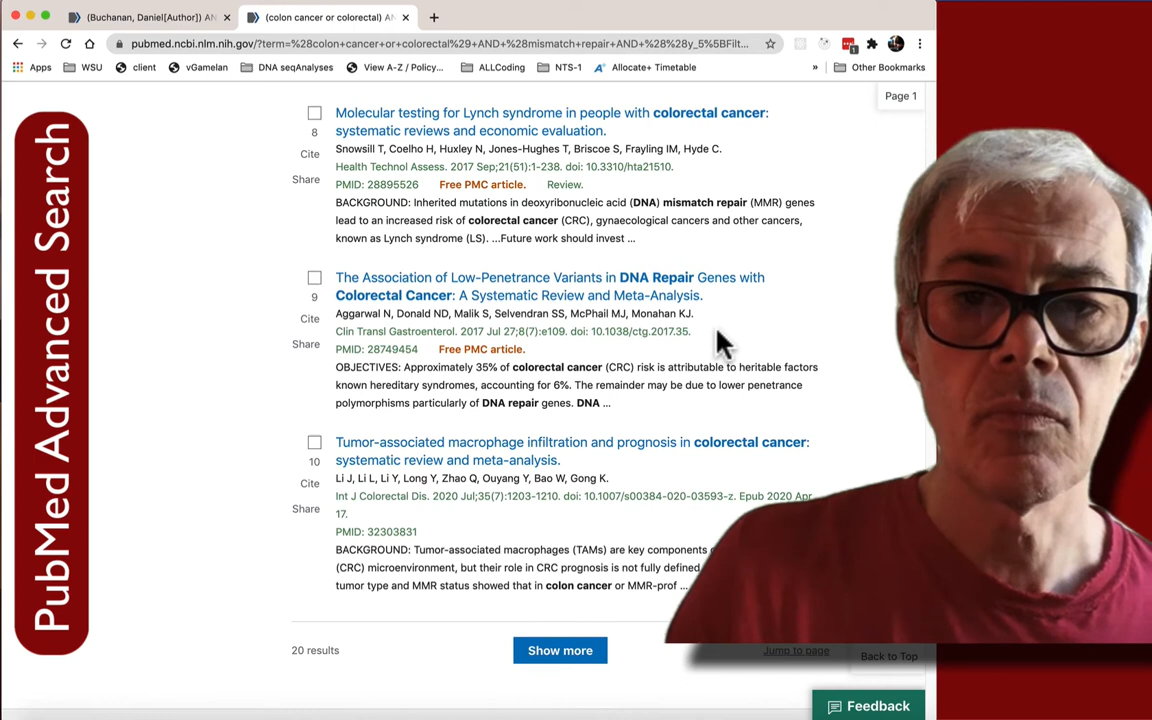 (Buchanan, Daniel[Author]) AN
(colon cancer or colorectal) AN
pubmed.ncbi.nlm.nih.gov/?term=%28colon+cancer+or+colorectal%29+AND+%28mismatch+repair+AND+%28%28y_5%5BFilt...
1
Apps WSU client vGamelan DNA seqAnalyses View A-Z / Policy... ALLCoding NTS-1 Allocate+ Timetable » Other Bookmarks
PubMed Advanced Search
Page 1
Molecular testing for Lynch syndrome in people with colorectal cancer:
systematic reviews and economic evaluation.
8
Cite
Share
Snowsill T, Coelho H, Huxley N, Jones-Hughes T, Briscoe S, Frayling IM, Hyde C.
Health Technol Assess. 2017 Sep;21(51):1-238. doi: 10.3310/hta21510.
PMID: 28895526 Free PMC article. Review.
BACKGROUND: Inherited mutations in deoxyribonucleic acid (DNA) mismatch repair (MMR) genes
lead to an increased risk of colorectal cancer (CRC), gynaecological cancers and other cancers,
known as Lynch syndrome (LS). ...Future work should invest ...
The Association of Low-Penetrance Variants in DNA Repair Genes with
Colorectal Cancer: A Systematic Review and Meta-Analysis.
9
Cite
Share
Aggarwal N, Donald ND, Malik S, Selvendran SS, McPhail MJ, Monahan KJ.
Clin Transl Gastroenterol. 2017 Jul 27;8(7):e109. doi: 10.1038/ctg.2017.35.
PMID: 28749454 Free PMC article.
OBJECTIVES: Approximately 35% of colorectal cancer (CRC) risk is attributable to heritable factors
known hereditary syndromes, accounting for 6%. The remainder may be due to lower penetrance
polymorphisms particularly of DNA repair genes. DNA ...
Tumor-associated macrophage infiltration and prognosis in colorectal cancer:
systematic review and meta-analysis.
10
Cite
Share
Li J, Li L, Li Y, Long Y, Zhao Q, Ouyang Y, Bao W, Gong K.
Int J Colorectal Dis. 2020 Jul;35(7):1203-1210. doi: 10.1007/s00384-020-03593-z. Epub 2020 Apr
17.
PMID: 32303831
BACKGROUND: Tumor-associated macrophages (TAMs) are key components
(CRC) microenvironment, but their role in CRC prognosis is not fully defined
tumor type and MMR status showed that in colon cancer or MMR-prof ...
20 results
Show more
Jump to page
Back to Top
Feedback